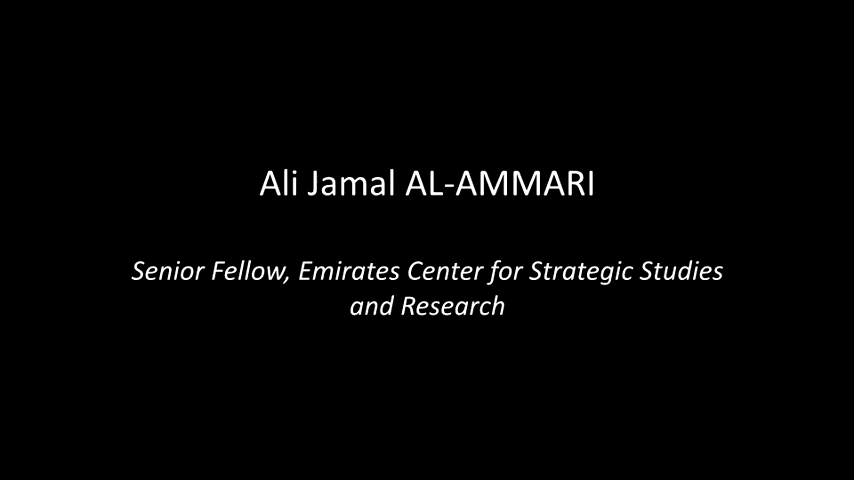 Ali Jamal AL-AMMARI
Senior Fellow, Emirates Center for Strategic Studies
and Research